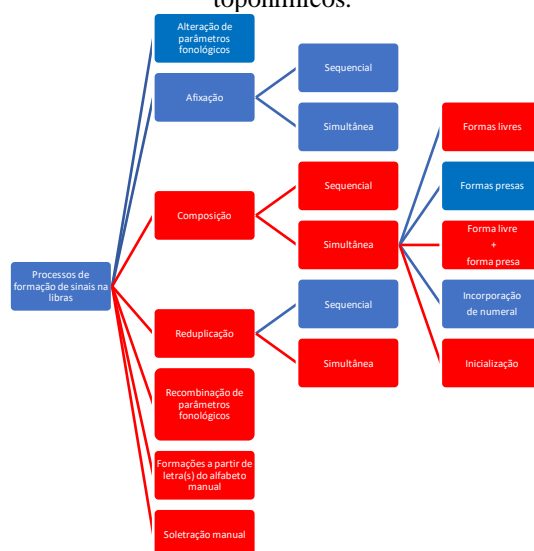 toponímicos.
Alteração de
parâmetros
fonológicos
Afixação
Sequencial
Simultânea
Composição
Sequencial
Simultânea
Formas livres
Formas presas
Forma livre
+
forma presa
Incorporação
de numeral
Inicialização
Processos de
formação de sinais na
libras
Reduplicação
Sequencial
Simultânea
Recombinação de
parâmetros
fonológicos
Formações a partir de
letra(s) do alfabeto
manual
Soletração manual